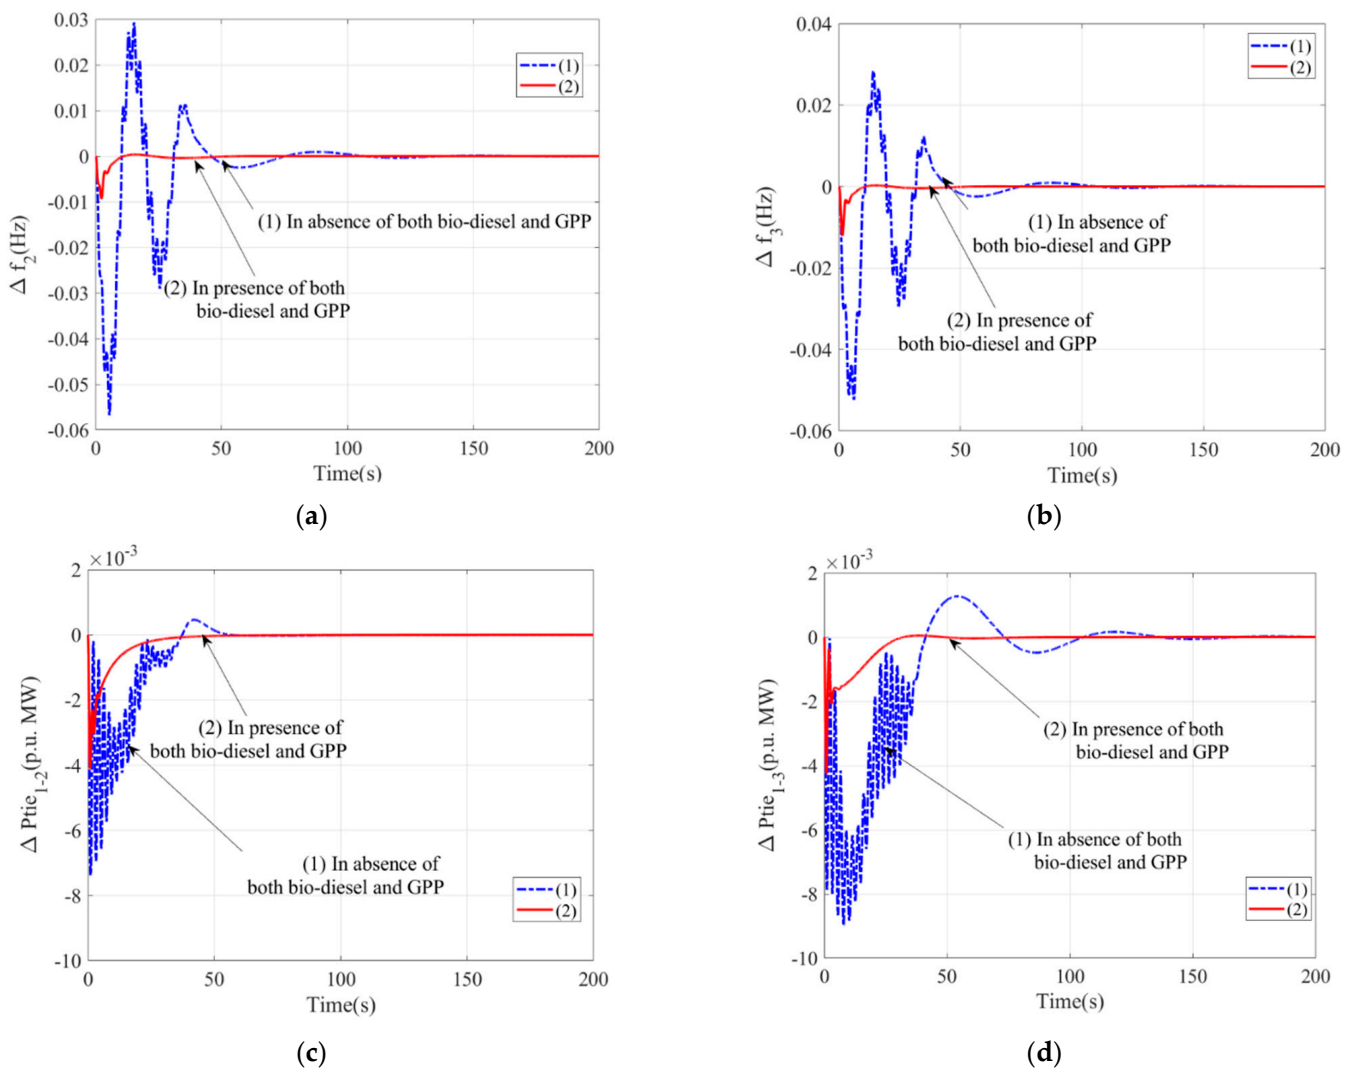 0.03
0.02
0.01
0
-0.01
-0.02
-0.03
-0.04
-0.05
-0.06
Δ f2(Hz)
(1)
(2)
(1) In absence of both bio-diesel and GPP
(2) In presence of both
bio-diesel and GPP
0 50 100 150 200
Time(s)
(a)
0.04
0.02
0
-0.02
-0.04
-0.06
Δ f3(Hz)
(1)
(2)
(1) In absence of
both bio-diesel and GPP
(2) In presence of
both bio-diesel and GPP
0 50 100 150 200
Time(s)
(b)
×10-3
2
0
-2
-4
-6
-8
-10
Δ Ptie1-2(p.u. MW)
(2) In presence of
both bio-diesel and GPP
(1) In absence of
both bio-diesel and GPP
(1)
(2)
0 50 100 150 200
Time(s)
(c)
×10-3
2
0
-2
-4
-6
-8
-10
Δ Ptie1-3(p.u. MW)
(2) In presence of both
bio-diesel and GPP
(1) In absence of both
bio-diesel and GPP
(1)
(2)
0 50 100 150 200
Time(s)
(d)